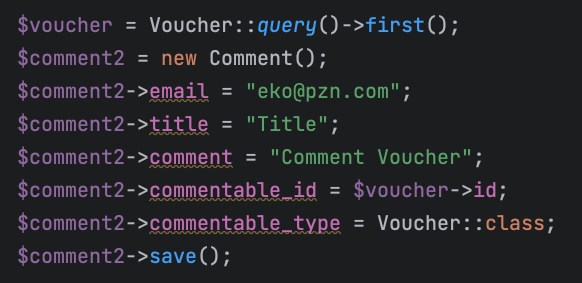 $voucher = Voucher::query()->first();
$comment2 = new Comment();
$comment2->email = "eko@pzn.com";
$comment2->title = "Title";
$comment2->comment = "Comment Voucher";
$comment2->commentable_id = $voucher->id;
$comment2->commentable_type = Voucher::class;
$comment2->save();